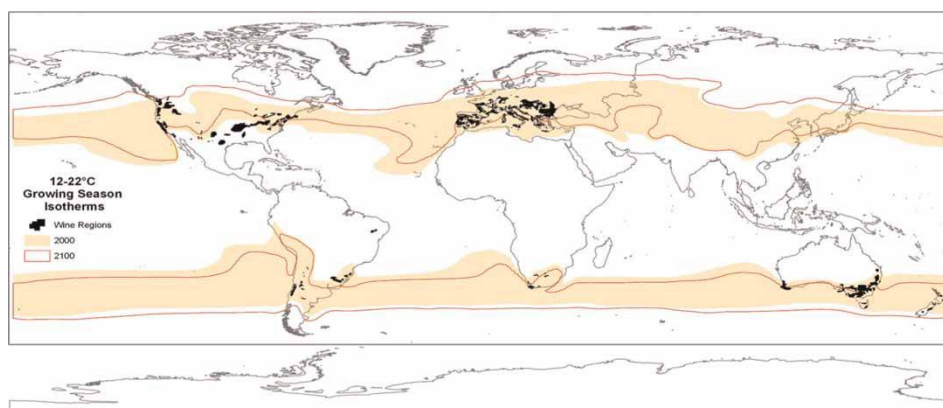 12-22°C
Growing Season
Isotherms
Wine Regions
2000
2100